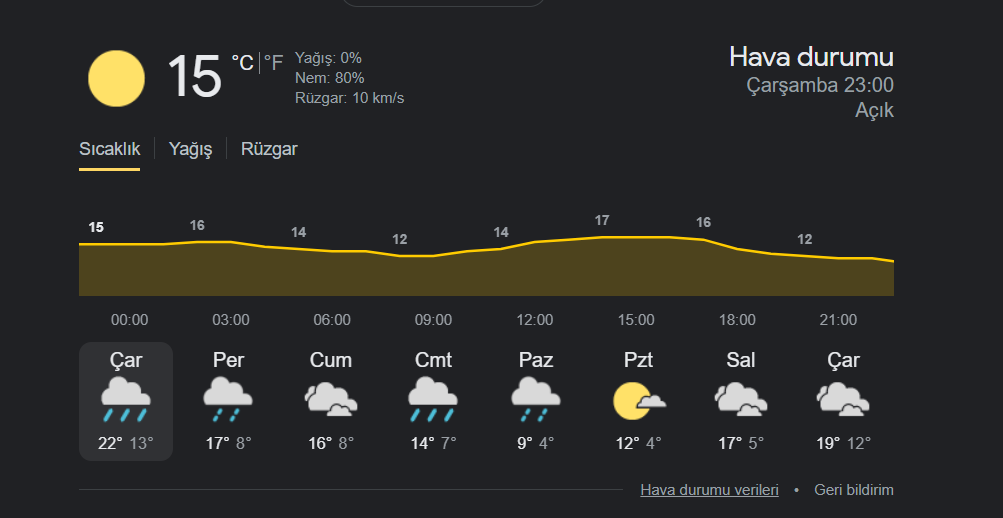 15 °C | °F
Yağış: 0%
Nem: 80%
Rüzgar: 10 km/s
Hava durumu
Çarşamba 23:00
Açık
Sıcaklık | Yağış | Rüzgar
15 16 14 12 14 17 16 12
00:00 03:00 06:00 09:00 12:00 15:00 18:00 21:00
Çar Per Cum Cmt Paz Pzt Sal Çar
22° 13° 17° 8° 16° 8° 14° 7° 9° 4° 12° 4° 17° 5° 19° 12°
Hava durumu verileri • Geri bildirim